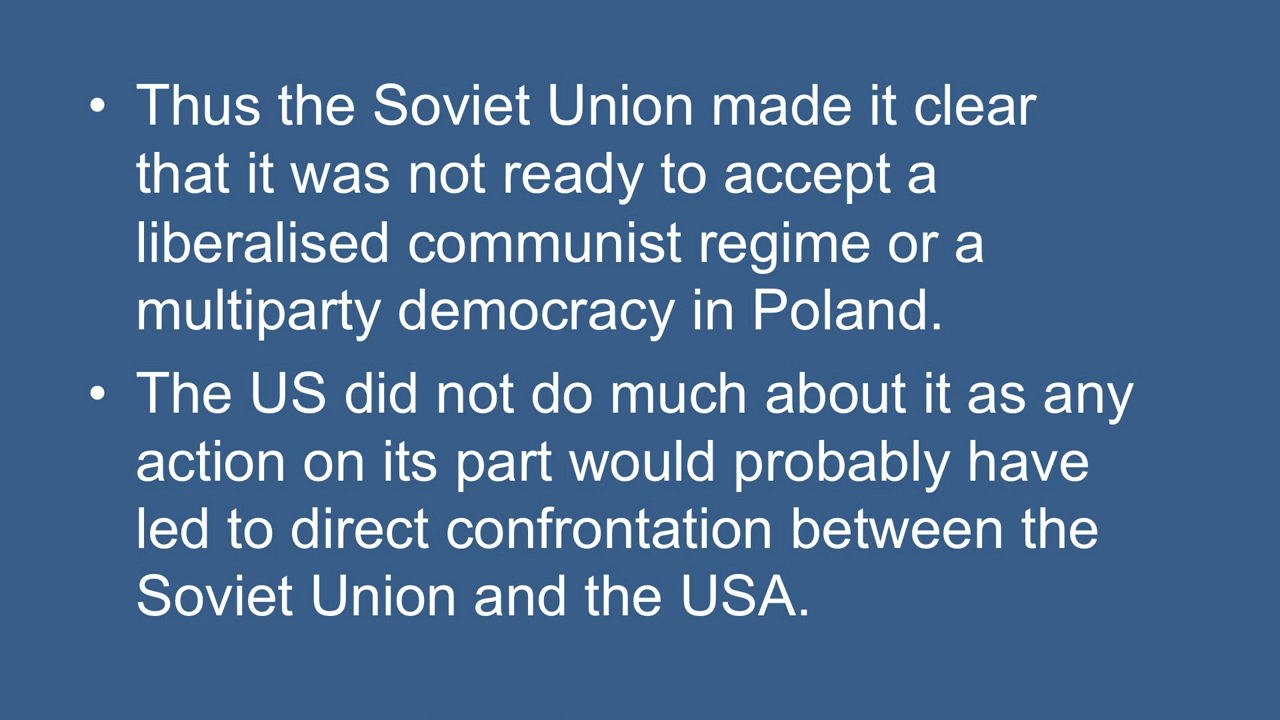 • Thus the Soviet Union made it clear
that it was not ready to accept a
liberalised communist regime or a
multiparty democracy in Poland.
• The US did not do much about it as any
action on its part would probably have
led to direct confrontation between the
Soviet Union and the USA.